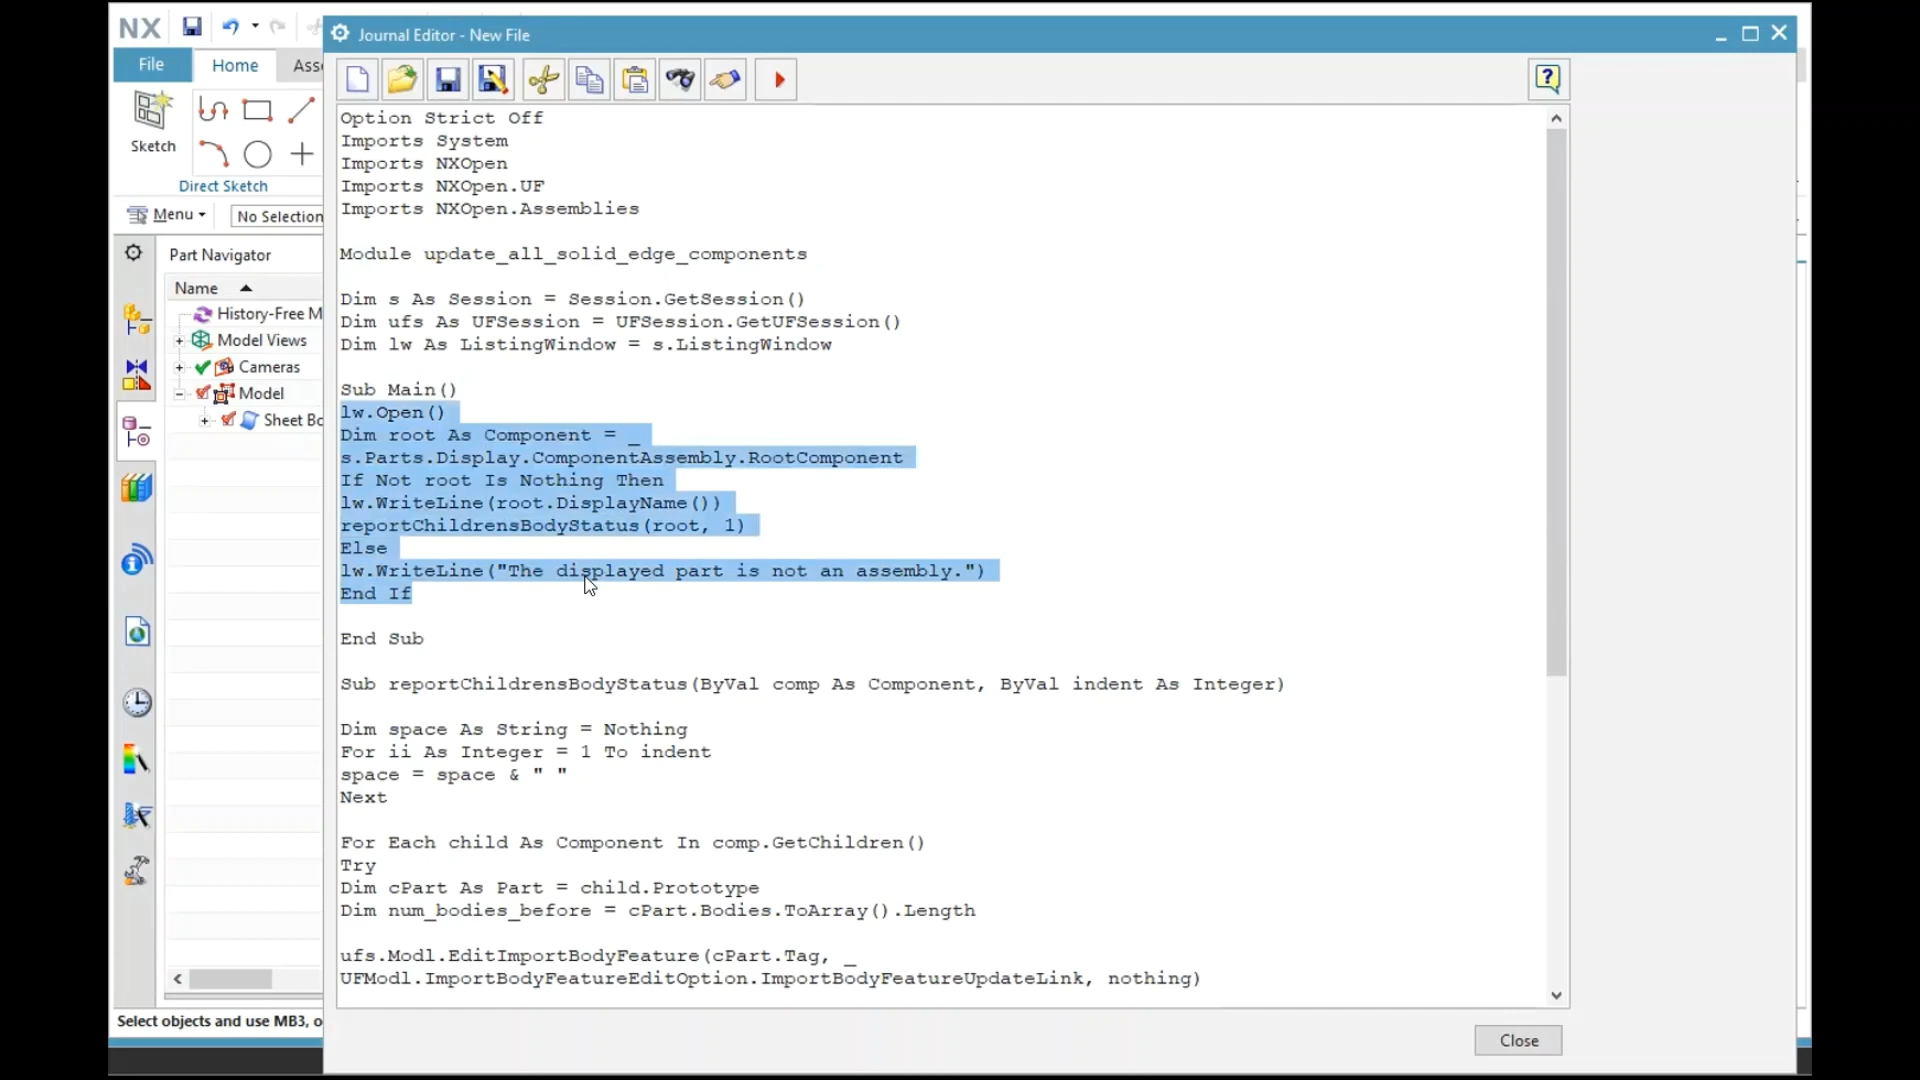 NX
Journal Editor - New File
File
Home
Asse
Sketch
Direct Sketch
Menu
No Selection
Part Navigator
Name
History-Free M
Model Views
Cameras
Model
Sheet Bo
Select objects and use MB3, o
Option Strict Off
Imports System
Imports NXOpen
Imports NXOpen.UF
Imports NXOpen.Assemblies
Module update_all_solid_edge_components
Dim s As Session = Session.GetSession()
Dim ufs As UFSession = UFSession.GetUFSession()
Dim lw As ListingWindow = s.ListingWindow
Sub Main()
lw.Open()
Dim root As Component = _
s.Parts.Display.ComponentAssembly.RootComponent
If Not root Is Nothing Then
lw.WriteLine(root.DisplayName())
reportChildrensBodyStatus(root, 1)
Else
lw.WriteLine("The displayed part is not an assembly.")
End If
End Sub
Sub reportChildrensBodyStatus(ByVal comp As Component, ByVal indent As Integer)
Dim space As String = Nothing
For ii As Integer = 1 To indent
space = space & " "
Next
For Each child As Component In comp.GetChildren()
Try
Dim cPart As Part = child.Prototype
Dim num_bodies_before = cPart.Bodies.ToArray().Length
ufs.Modl.EditImportBodyFeature(cPart.Tag, _
UFModl.ImportBodyFeatureEditOption.ImportBodyFeatureUpdateLink, nothing)
Close